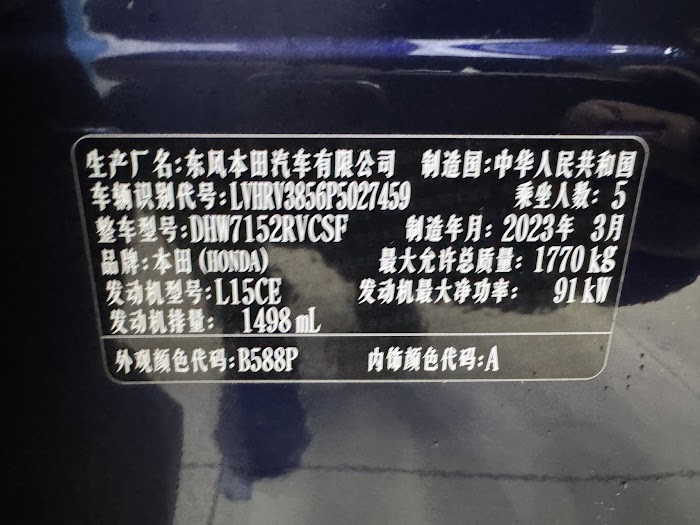 生产厂名:东风本田汽车有限公司 制造国:中华人民共和国
车辆识别代号:LVHRV3856P5027459 乘坐人数:5
整车型号:DHW7152RVCSF 制造年月:2023年 3月
品牌:本田(HONDA) 最大允许总质量:1770 kg
发动机型号:L15CE 发动机最大净功率: 91 kW
发动机排量: 1498 mL
外观颜色代码:B588P 内饰颜色代码:A